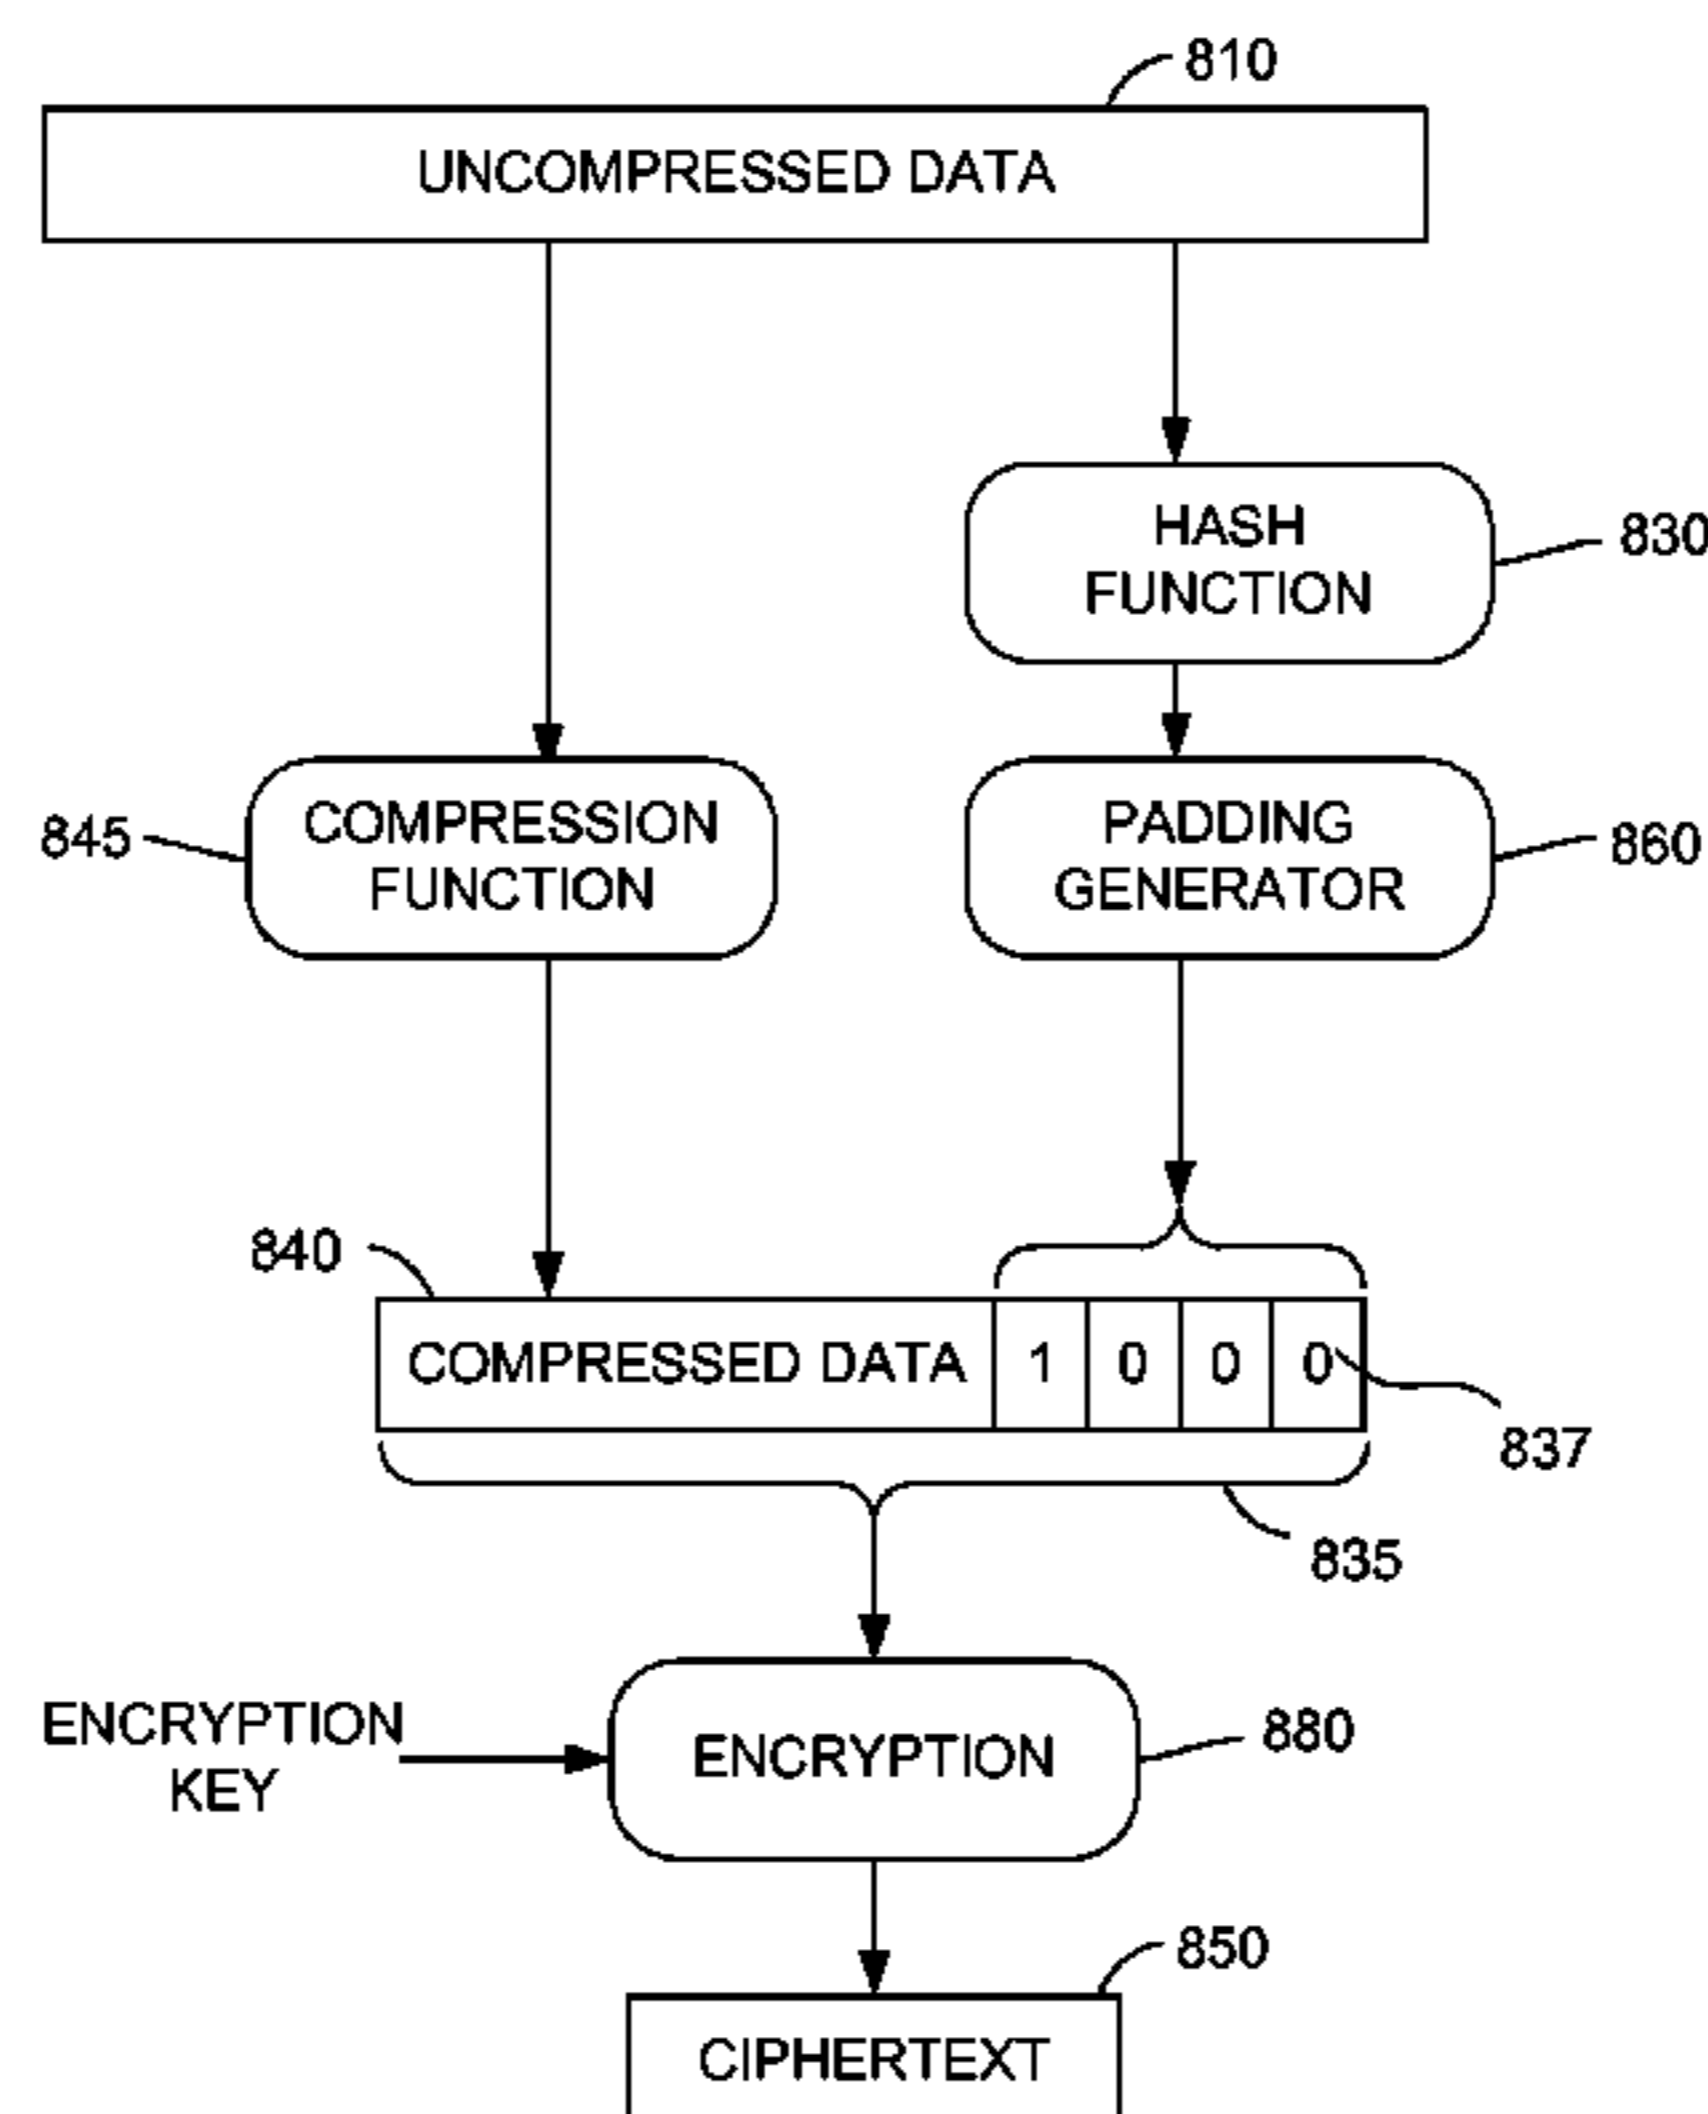 810
UNCOMPRESSED DATA
HASH
FUNCTION
830
845
COMPRESSION
FUNCTION
PADDING
GENERATOR
860
840
COMPRESSED DATA 1 0 0 0
837
835
ENCRYPTION
KEY
ENCRYPTION
880
850
CIPHERTEXT